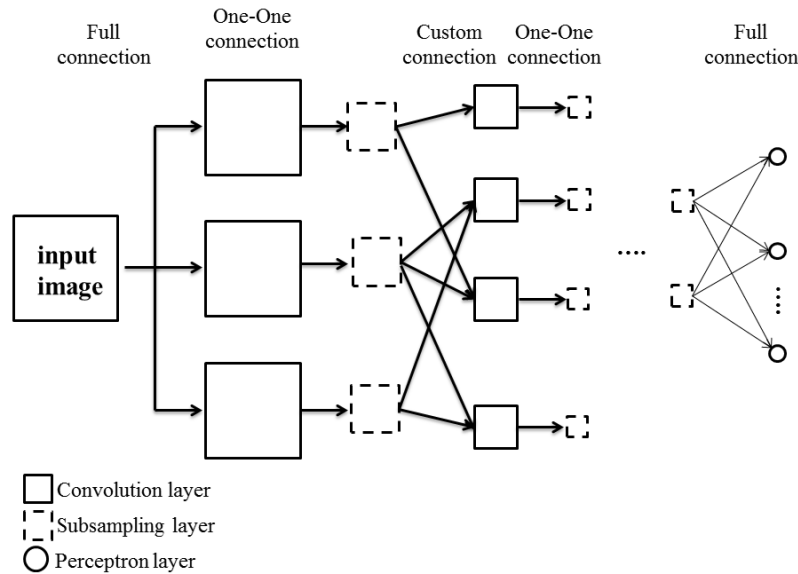 Full
connection
One-One
connection
Custom
connection
One-One
connection
Full
connection
input
image
Convolution layer
Subsampling layer
Perceptron layer